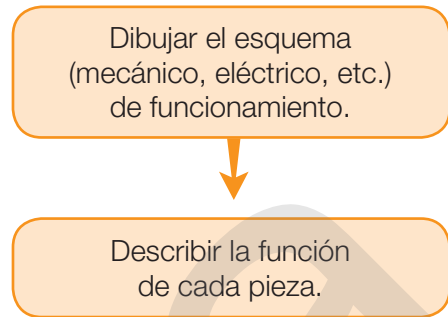 Dibujar el esquema
(mecánico, eléctrico, etc.)
de funcionamiento.
Describir la función
de cada pieza.